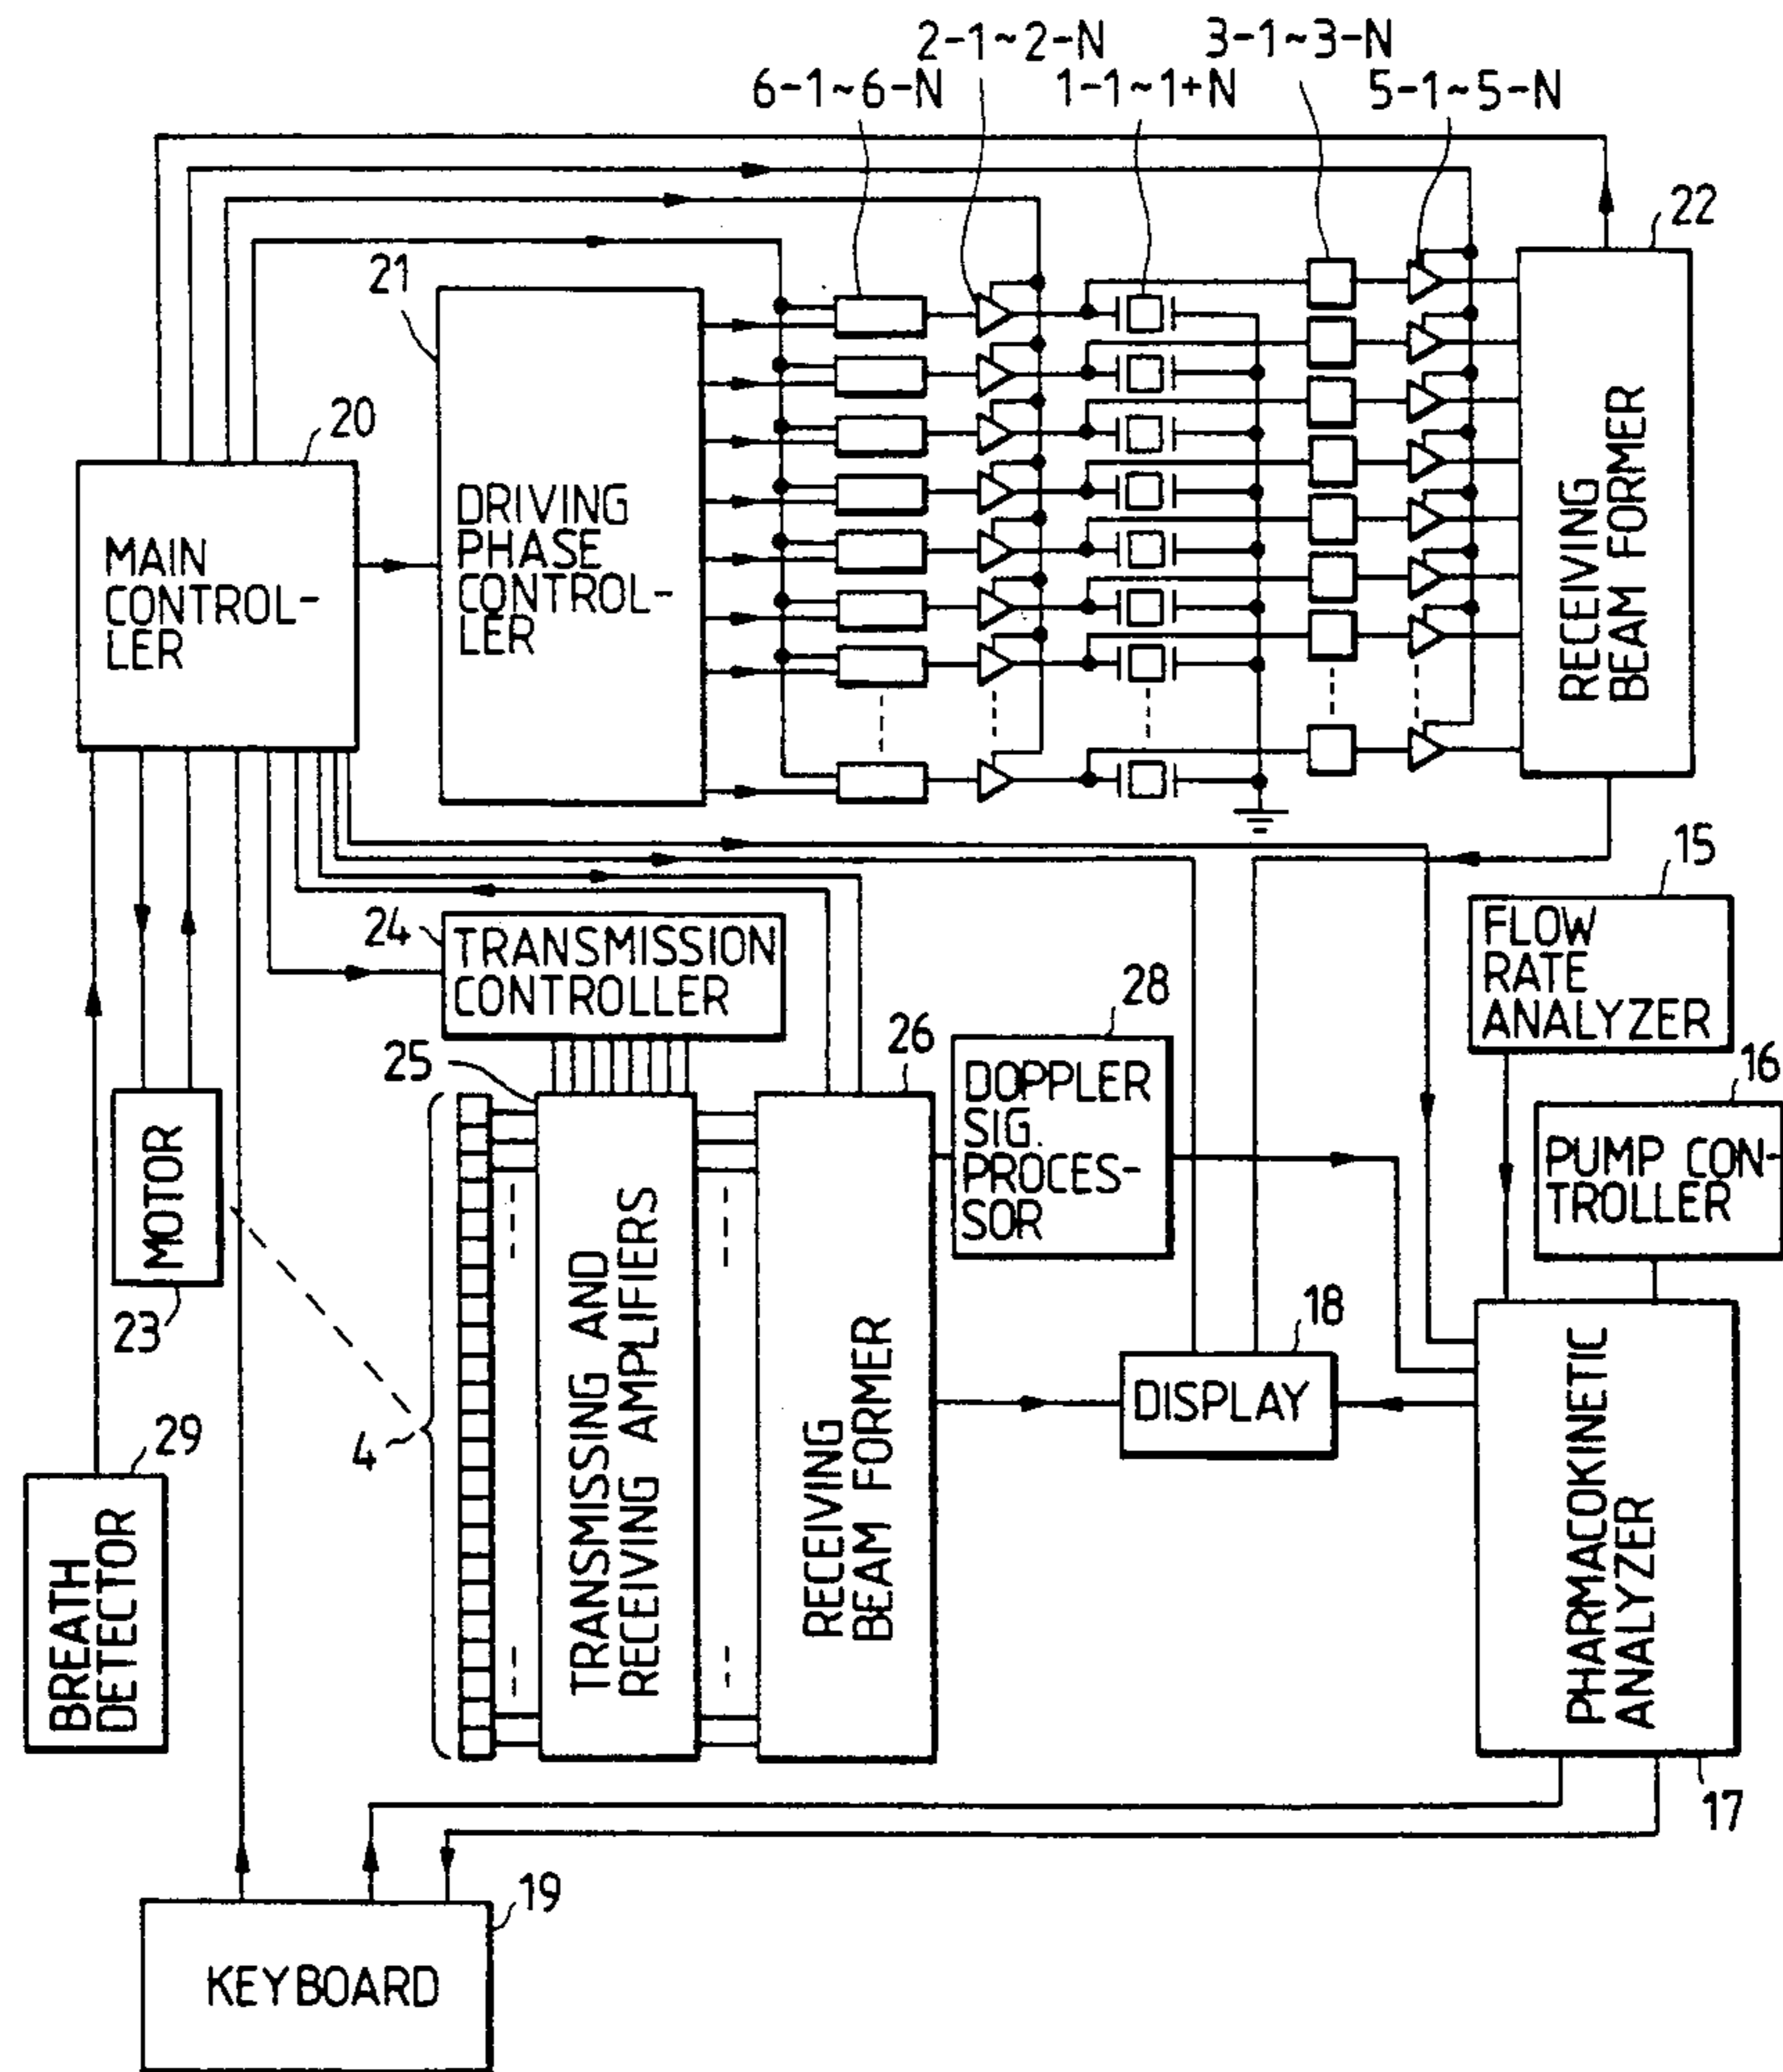 2-1~2-N
3-1~3-N
6-1~6-N
1-1~1+N
5-1~5-N
22
21
20
MAIN
CONTROL-
LER
DRIVING
PHASE
CONTROL-
LER
RECEIVING
BEAM FORMER
15
FLOW
RATE
ANALYZER
24
TRANSMISSION
CONTROLLER
28
DOPPLER
SIG.
PROCES-
SOR
26
25
16
PUMP CON-
TROLLER
MOTOR
23
4
TRANSMISSING AND
RECEIVING AMPLIFIERS
RECEIVING
BEAM FORMER
18
DISPLAY
PHARMACOKINETIC
ANALYZER
17
29
BREATH
DETECTOR
19
KEYBOARD